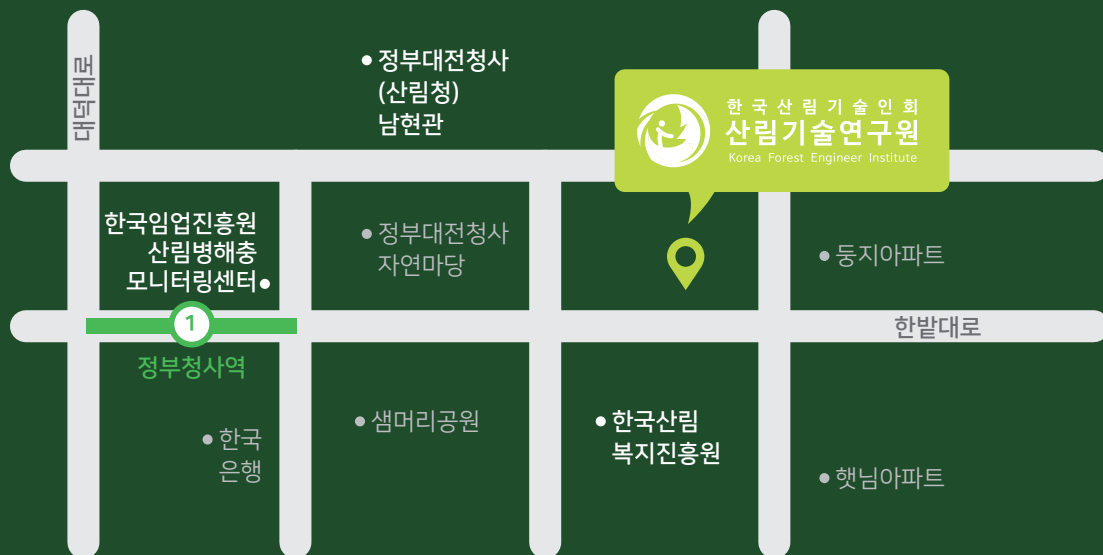 대덕대로
정부대전청사
(산림청)
남현관
한국산림기술인회
산림기술연구원
Korea Forest Engineer Institute
한국임업진흥원
산림병해충
모니터링센터
정부대전청사
자연마당
둥지아파트
1
정부청사역
한밭대로
한국
은행
샘머리공원
한국산림
복지진흥원
햇님아파트